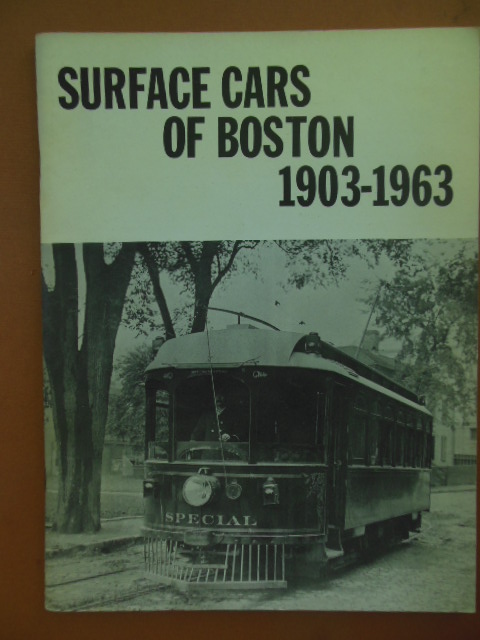 SURFACE CARS
OF BOSTON
1903-1963
SPECIAL